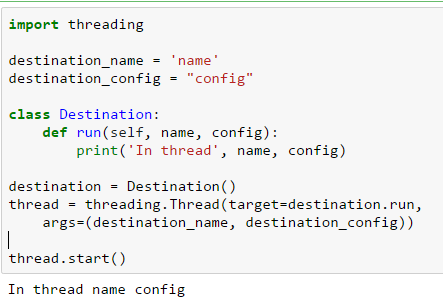 import threading
destination_name = 'name'
destination_config = "config"
class Destination:
    def run(self, name, config):
        print('In thread', name, config)
destination = Destination()
thread = threading.Thread(target=destination.run,
    args=(destination_name, destination_config))
thread.start()
In thread name config